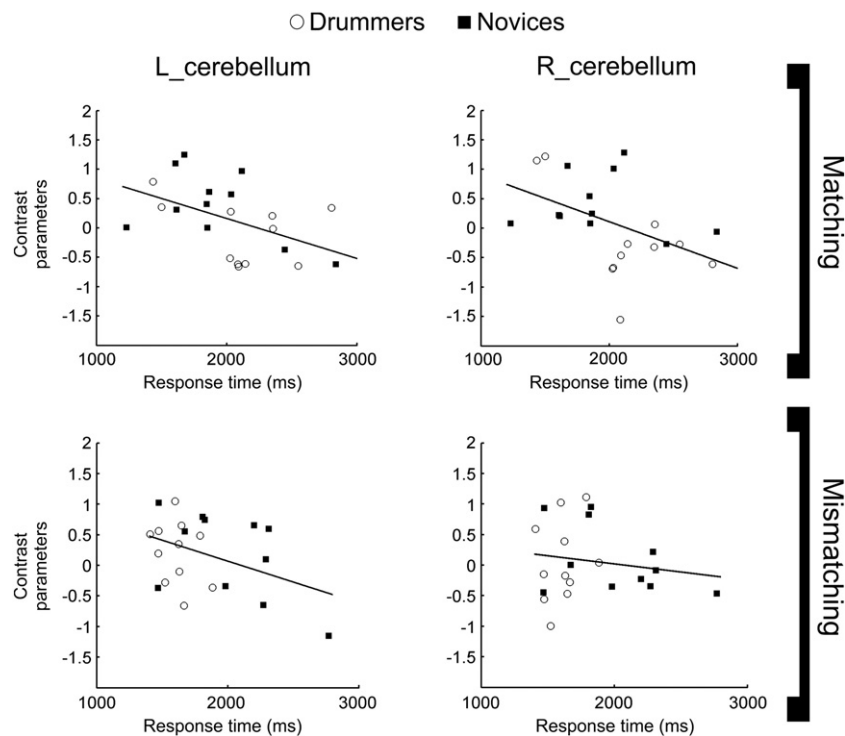 ○ Drummers ■ Novices
L_cerebellum
R_cerebellum
2
1.5
1
0.5
0
-0.5
-1
-1.5
Contrast
parameters
1000 2000 3000
Response time (ms)
2
1.5
1
0.5
0
-0.5
-1
-1.5
1000 2000 3000
Response time (ms)
Matching
2
1.5
1
0.5
0
-0.5
-1
-1.5
Contrast
parameters
1000 2000 3000
Response time (ms)
2
1.5
1
0.5
0
-0.5
-1
-1.5
1000 2000 3000
Response time (ms)
Mismatching